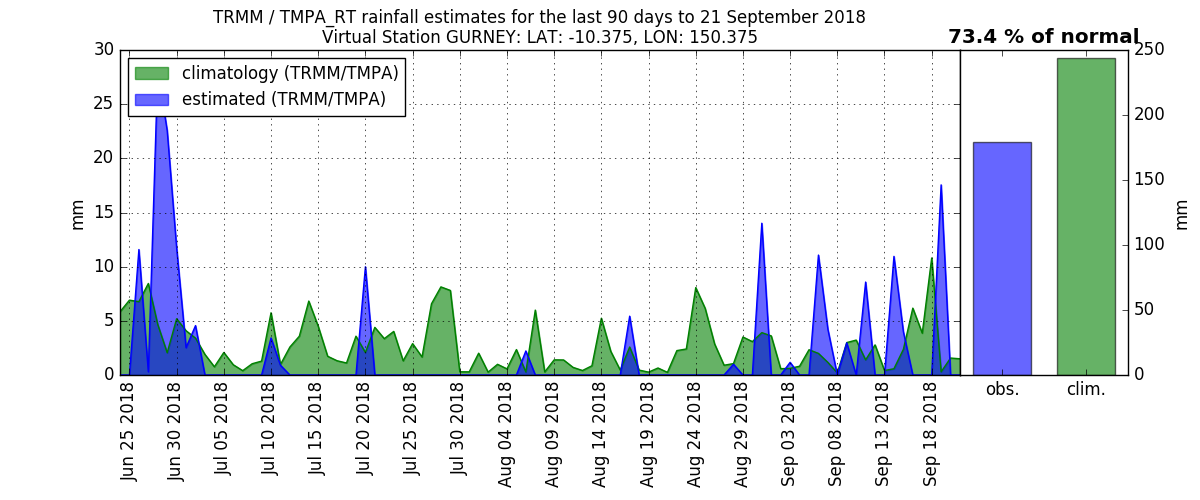 TRMM / TMPA_RT rainfall estimates for the last 90 days to 21 September 2018
Virtual Station GURNEY: LAT: -10.375, LON: 150.375
73.4 % of normal
climatology (TRMM/TMPA)
estimated (TRMM/TMPA)
30
25
20
15
10
5
0
mm
250
200
150
100
50
0
mm
Jun 25 2018
Jun 30 2018
Jul 05 2018
Jul 10 2018
Jul 15 2018
Jul 20 2018
Jul 25 2018
Jul 30 2018
Aug 04 2018
Aug 09 2018
Aug 14 2018
Aug 19 2018
Aug 24 2018
Aug 29 2018
Sep 03 2018
Sep 08 2018
Sep 13 2018
Sep 18 2018
obs.
clim.